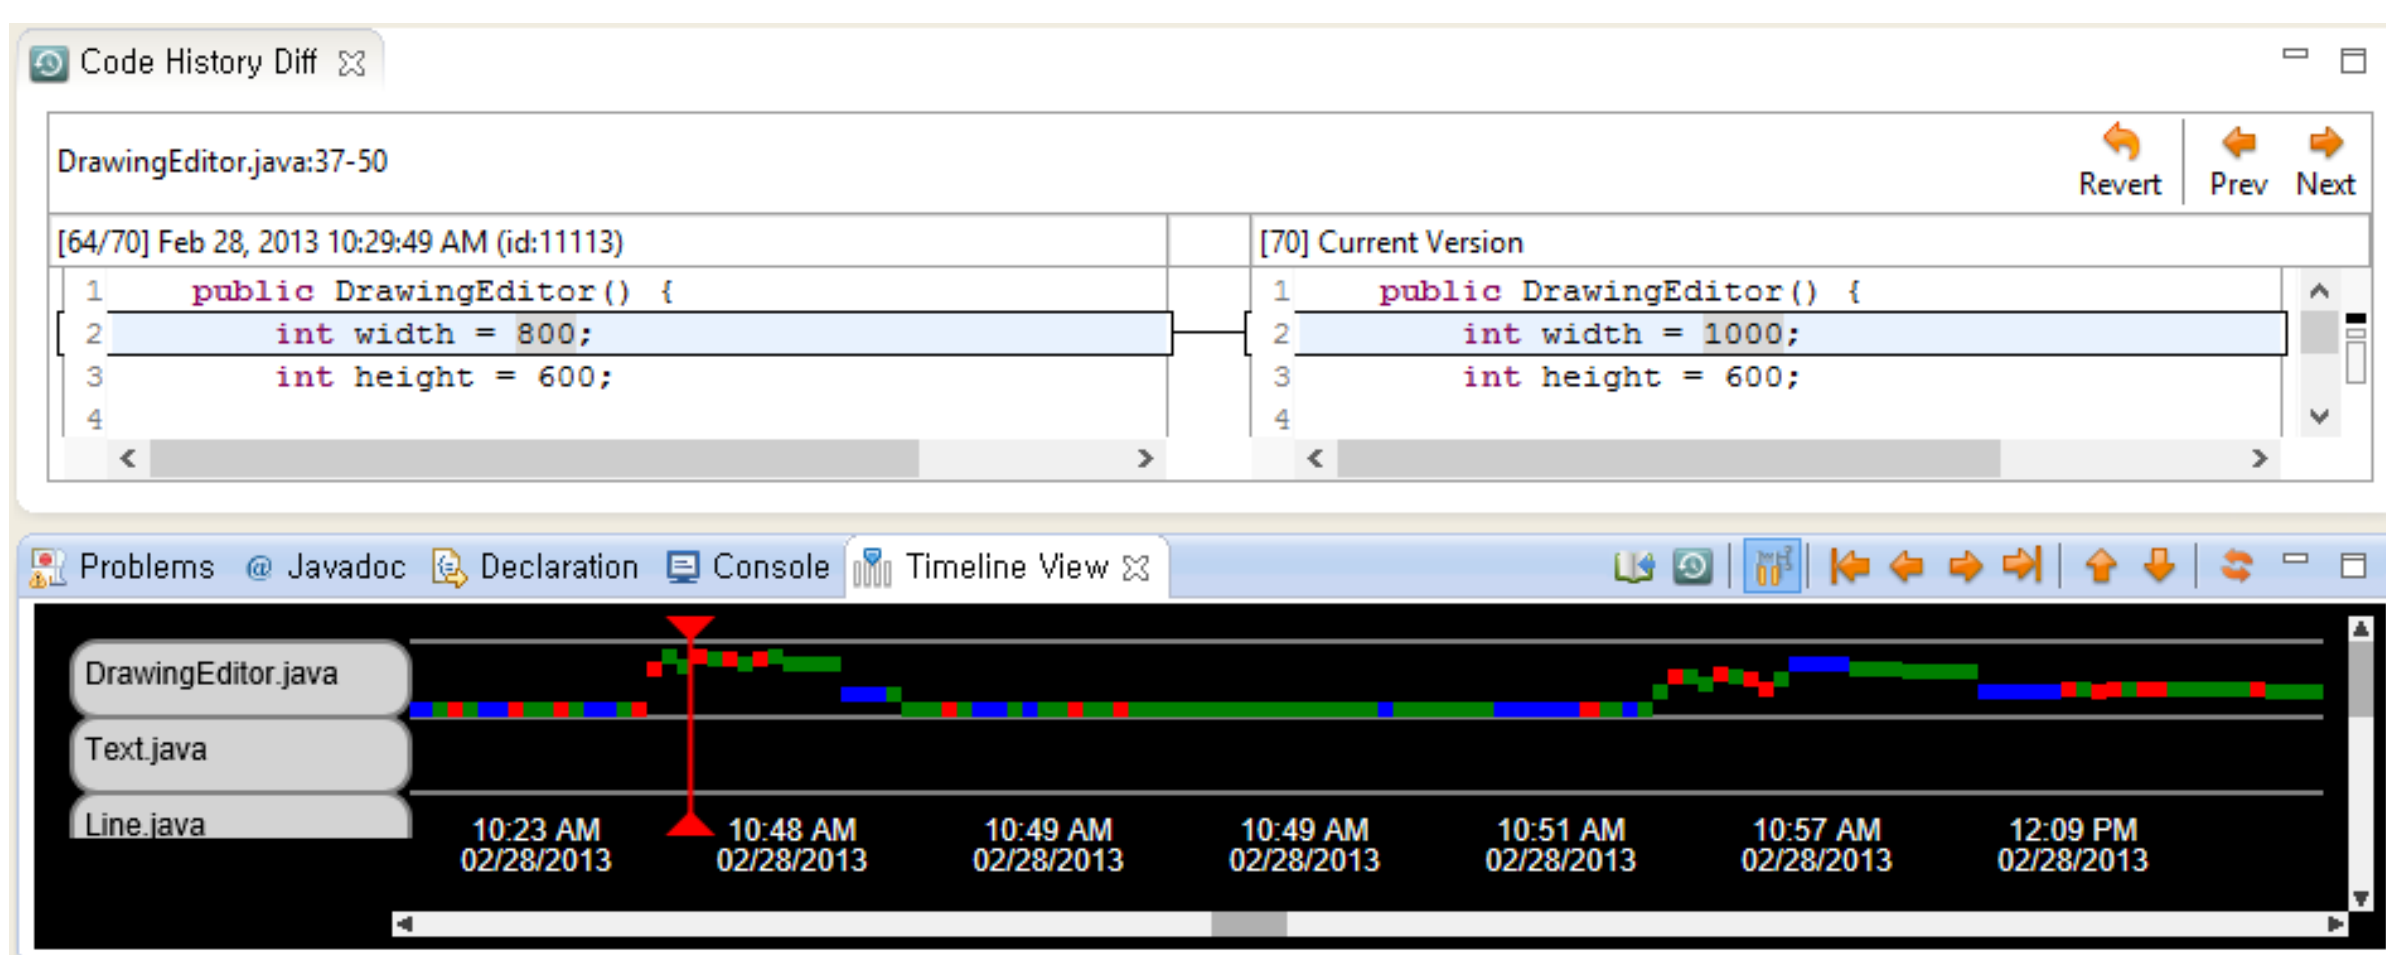 Code History Diff
DrawingEditor.java:37-50
Revert Prev Next
[64/70] Feb 28, 2013 10:29:49 AM (id:11113)
1 public DrawingEditor() {
2 int width = 800;
3 int height = 600;
4
[70] Current Version
1 public DrawingEditor() {
2 int width = 1000;
3 int height = 600;
4
Problems @ Javadoc Declaration Console Timeline View
DrawingEditor.java
Text.java
Line.java
10:23 AM 10:48 AM 10:49 AM 10:49 AM 10:51 AM 10:57 AM 12:09 PM
02/28/2013 02/28/2013 02/28/2013 02/28/2013 02/28/2013 02/28/2013 02/28/2013